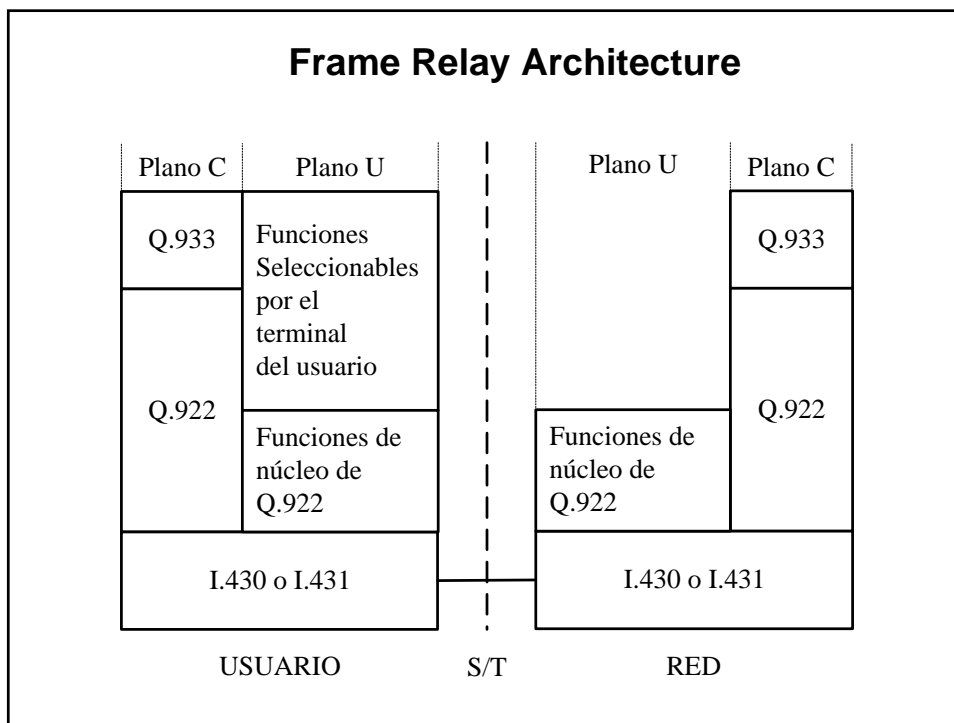 Frame Relay Architecture
Plano C
Plano U
Plano U
Plano C
Q.933
Funciones
Seleccionables
por el
terminal
del usuario
Q.933
Q.922
Funciones de
núcleo de
Q.922
Funciones de
núcleo de
Q.922
Q.922
I.430 o I.431
I.430 o I.431
USUARIO
S/T
RED